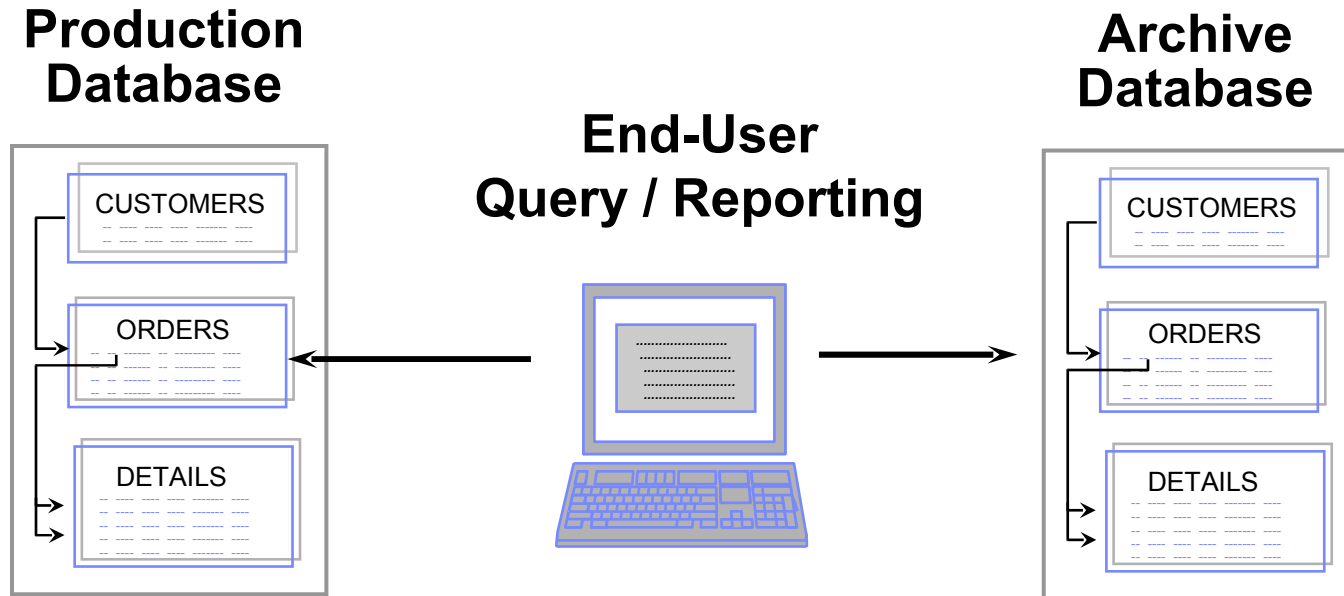 Production
Database
End-User
Query / Reporting
Archive
Database
CUSTOMERS
ORDERS
DETAILS
CUSTOMERS
ORDERS
DETAILS